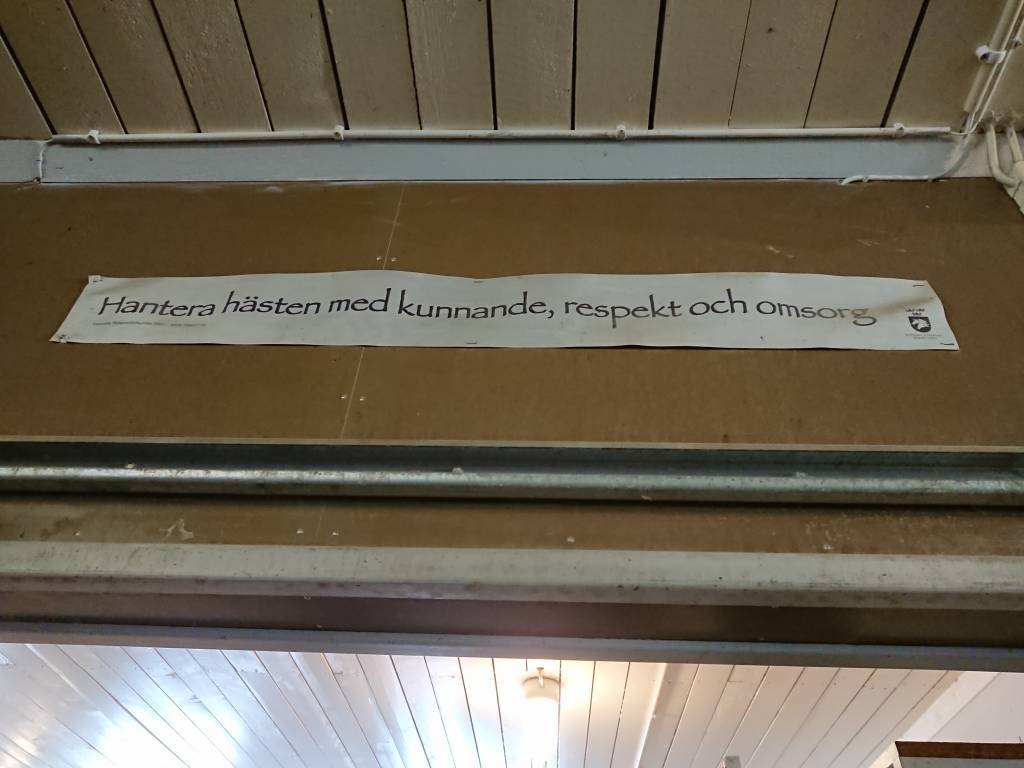 Hantera hästen med kunnande, respekt och omsorg